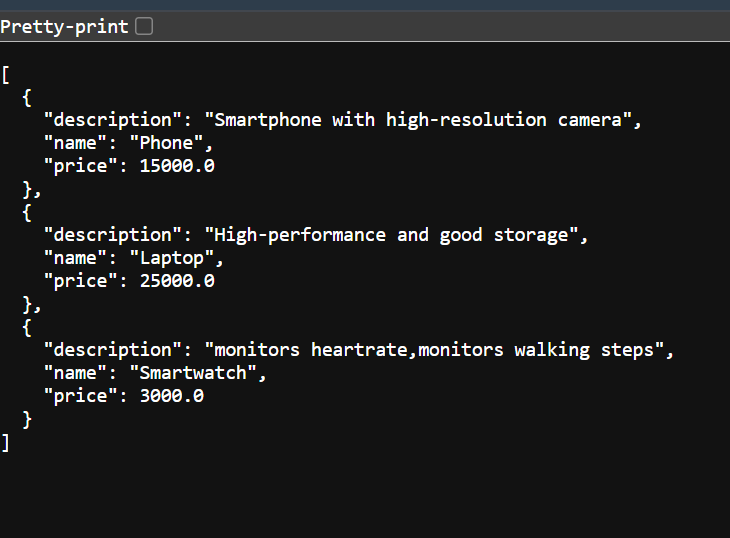 Pretty-print
[
  {
    "description": "Smartphone with high-resolution camera",
    "name": "Phone",
    "price": 15000.0
  },
  {
    "description": "High-performance and good storage",
    "name": "Laptop",
    "price": 25000.0
  },
  {
    "description": "monitors heartrate,monitors walking steps",
    "name": "Smartwatch",
    "price": 3000.0
  }
]